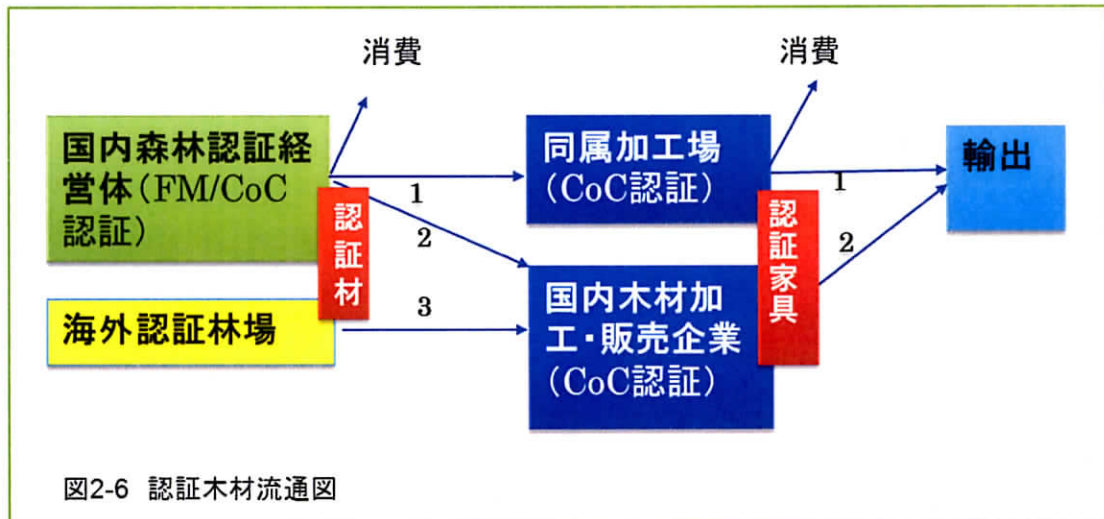 消費
消費
国内森林認証経
営体(FM/CoC
認証)
同属加工場
(CoC認証)
輸出
1
1
認証材
2
認証家具
2
海外認証林場
3
国内木材加
工・販売企業
(CoC認証)
図2-6 認証木材流通図